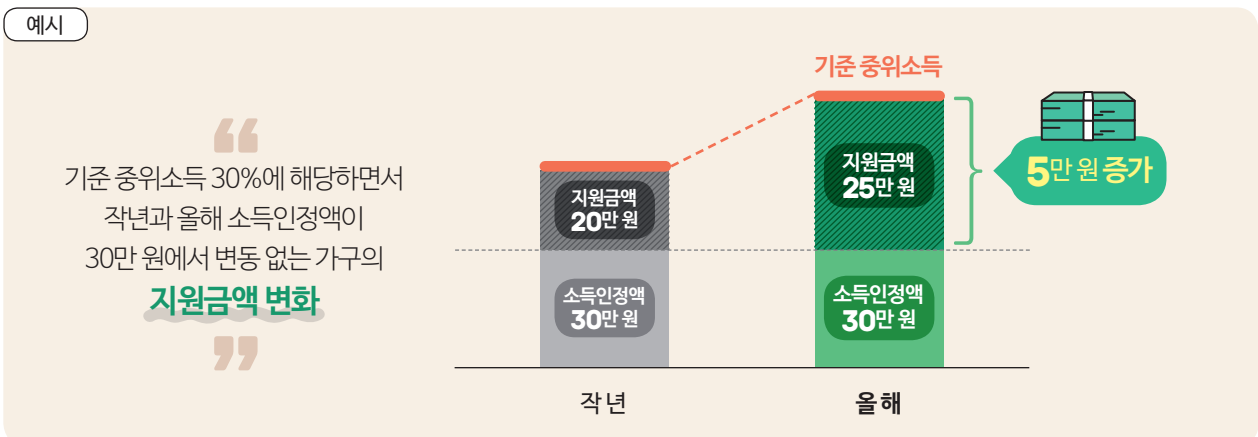 예시
“
기준 중위소득 30%에 해당하면서
작년과 올해 소득인정액이
30만 원에서 변동 없는 가구의
지원금액 변화
”
기준 중위소득
지원금액
20만 원
소득인정액
30만 원
작년
지원금액
25만 원
소득인정액
30만 원
올해
5만 원 증가